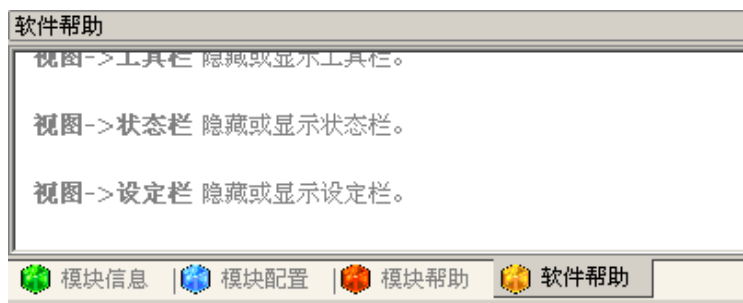 软件帮助
视图->工具栏 隐藏或显示工具栏。
视图->状态栏 隐藏或显示状态栏。
视图->设定栏 隐藏或显示设定栏。
模块信息 | 模块配置 | 模块帮助 软件帮助